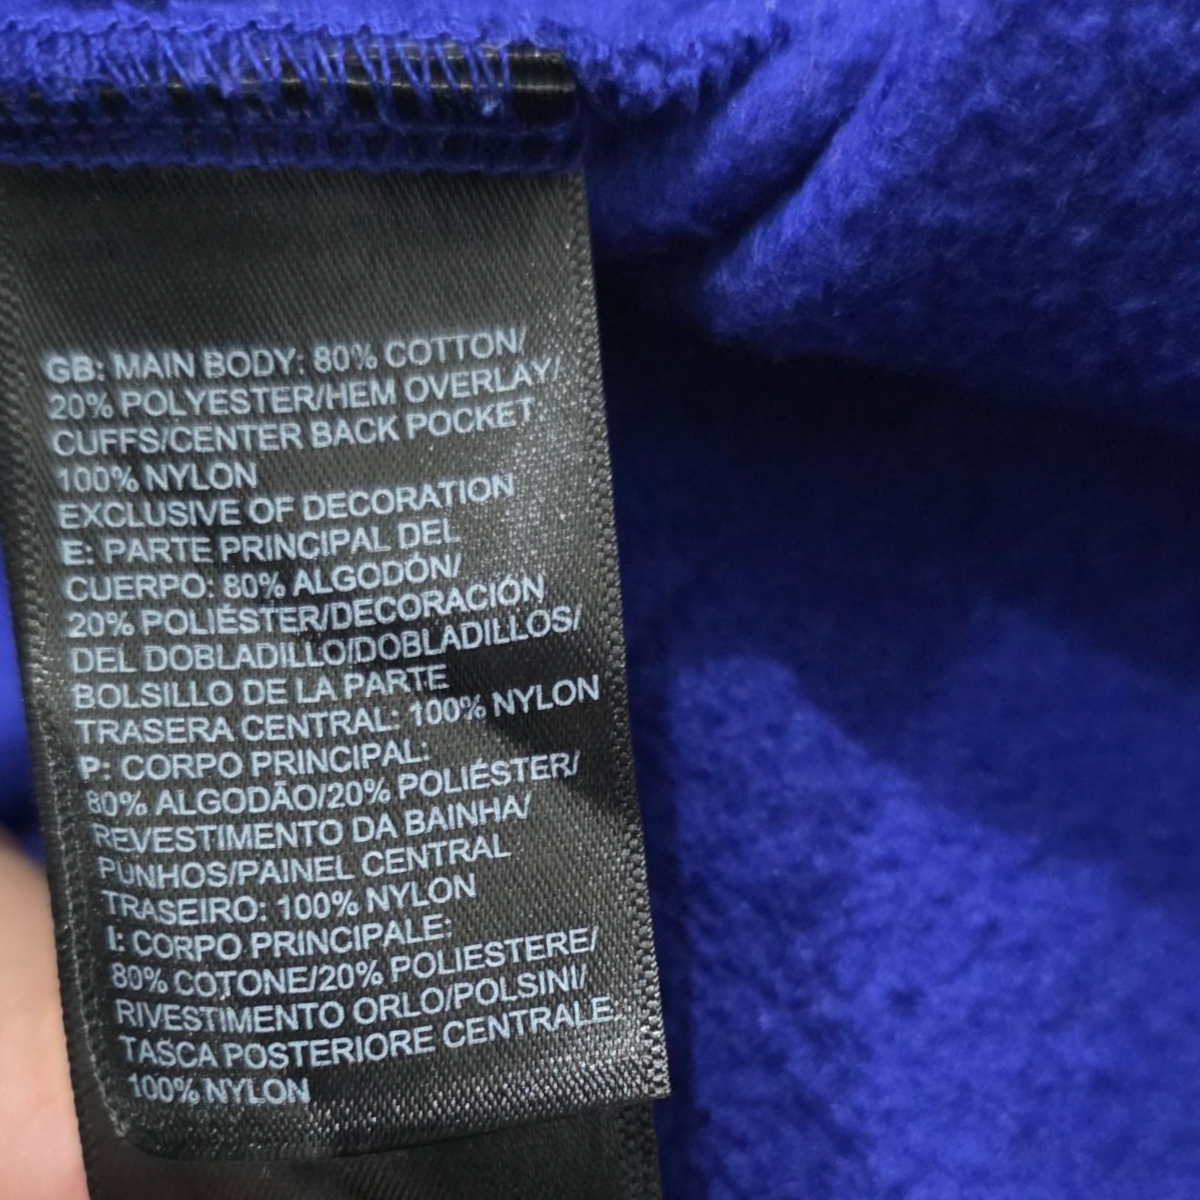 GB: MAIN BODY: 80% COTTON/
20% POLYESTER/HEM OVERLAY/
CUFFS/CENTER BACK POCKET:
100% NYLON
EXCLUSIVE OF DECORATION
E: PARTE PRINCIPAL DEL
CUERPO: 80% ALGODÓN/
20% POLIÉSTER/DECORACIÓN
DEL DOBLADILLO/DOBLADILLOS/
BOLSILLO DE LA PARTE
TRASERA CENTRAL: 100% NYLON
P: CORPO PRINCIPAL:
80% ALGODÃO/20% POLIÉSTER/
REVESTIMENTO DA BAINHA/
PUNHOS/PAINEL CENTRAL
TRASEIRO: 100% NYLON
I: CORPO PRINCIPALE:
80% COTONE/20% POLIESTERE/
RIVESTIMENTO ORLO/POLSINI/
TASCA POSTERIORE CENTRALE:
100% NYLON